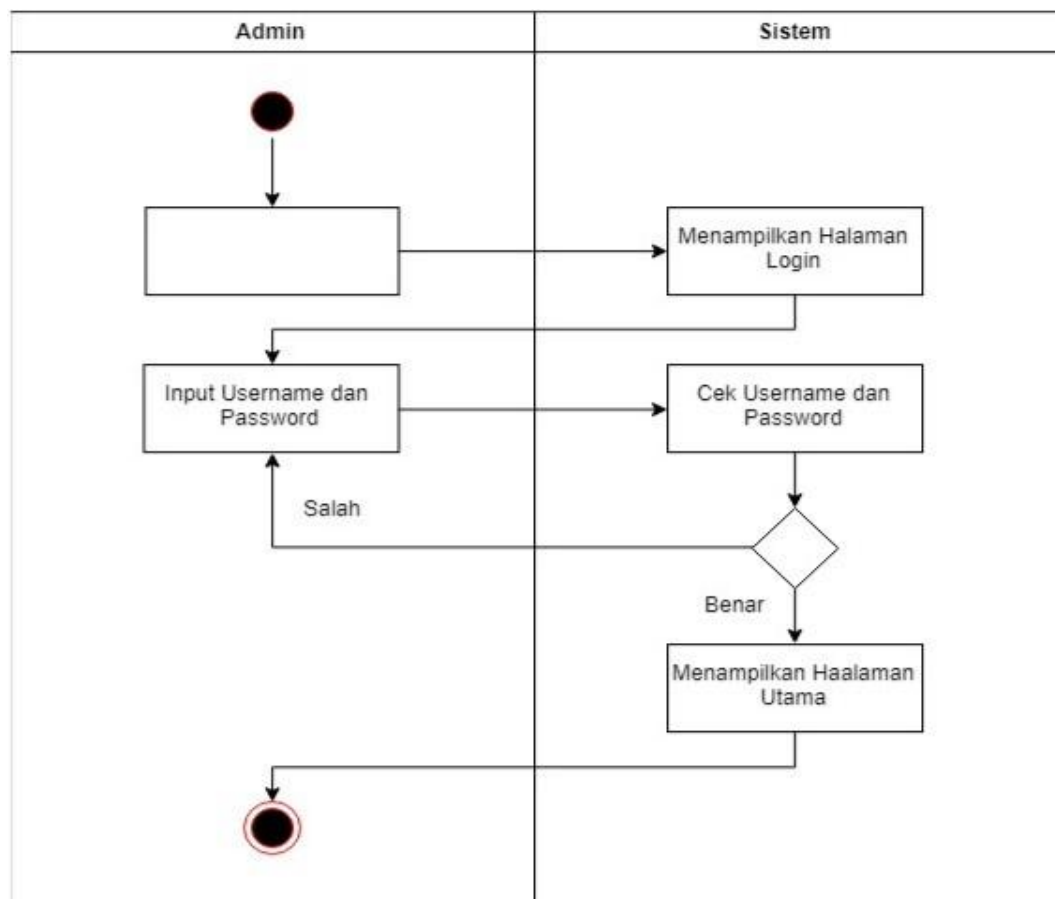 Admin
Sistem
Menampilkan Halaman
Login
Input Username dan
Password
Cek Username dan
Password
Salah
Benar
Menampilkan Haalaman
Utama